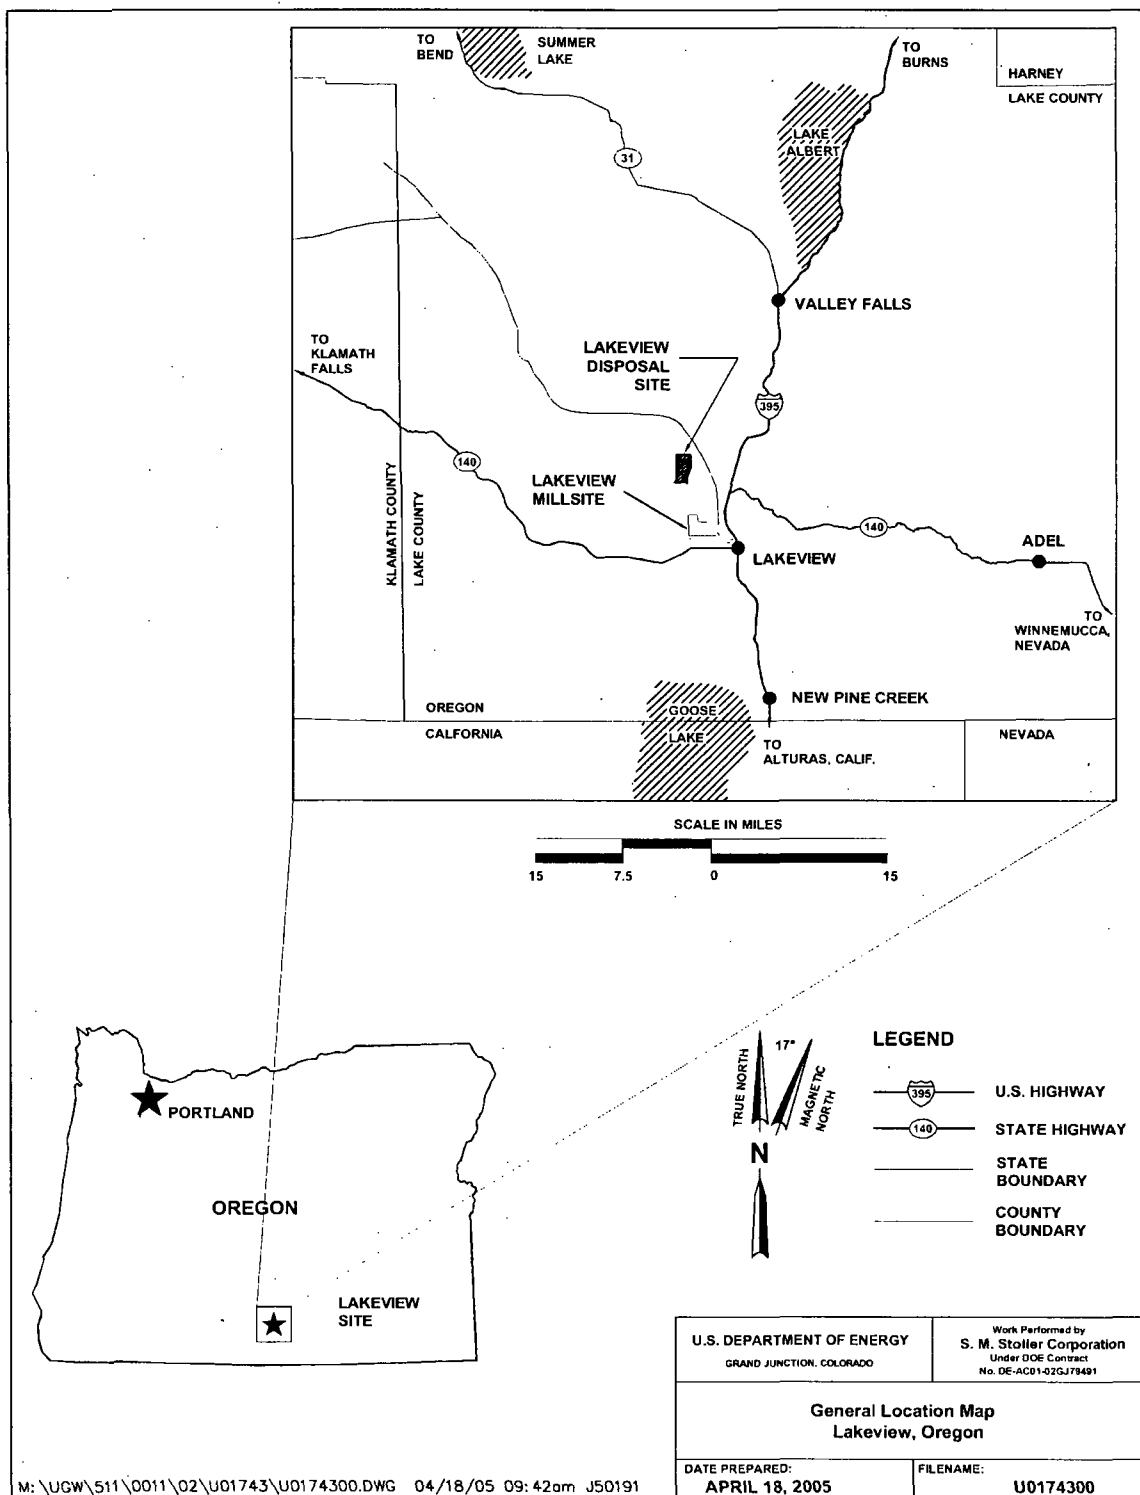 TO
BEND
SUMMER
LAKE
TO
BURNS
HARNEY
LAKE COUNTY
LAKE
ALBERT
31
VALLEY FALLS
TO
KLAMATH
FALLS
LAKEVIEW
DISPOSAL
SITE
395
140
LAKEVIEW
MILLSITE
KLAMATH COUNTY
LAKE COUNTY
140
ADEL
LAKEVIEW
TO
WINNEMUCCA,
NEVADA
NEW PINE CREEK
OREGON
GOOSE
LAKE
CALFORNIA
NEVADA
TO
ALTURAS, CALIF.
SCALE IN MILES
15 7.5 0 15
PORTLAND
OREGON
LAKEVIEW
SITE
TRUE NORTH
17°
MAGNETIC
NORTH
N
LEGEND
395 U.S. HIGHWAY
140 STATE HIGHWAY
STATE
BOUNDARY
COUNTY
BOUNDARY
U.S. DEPARTMENT OF ENERGY
GRAND JUNCTION, COLORADO
Work Performed by
S. M. Stoller Corporation
Under DOE Contract
No. DE-AC01-02GJ79491
General Location Map
Lakeview, Oregon
DATE PREPARED:
APRIL 18, 2005
FILENAME:
U0174300
M:\UGW\511\0011\02\U01743\U0174300.DWG 04/18/05 09:42am J50191